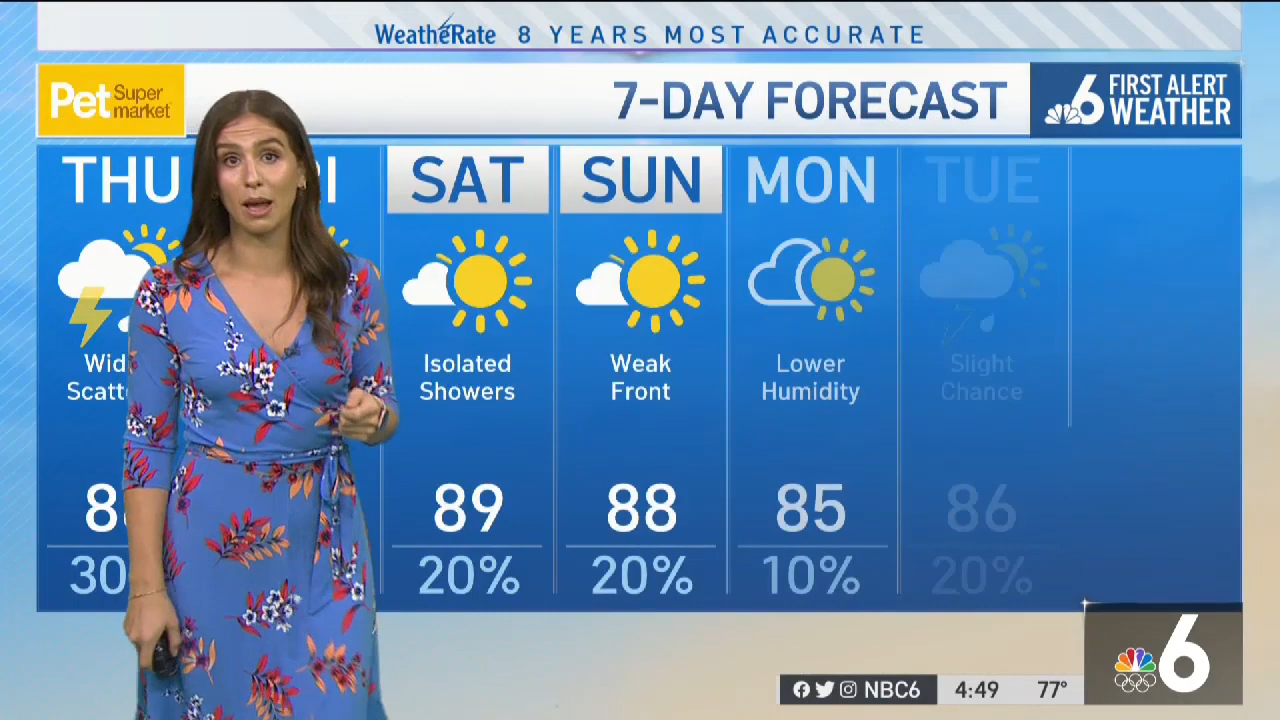 WeatheRate 8 YEARS MOST ACCURATE
Pet Super market
7-DAY FORECAST
6 FIRST ALERT WEATHER
THU
SAT
SUN
MON
TUE
Isolated Showers
Weak Front
Lower Humidity
Slight Chance
89
88
85
86
30
20%
20%
10%
20%
NBC6
4:49
77°
6